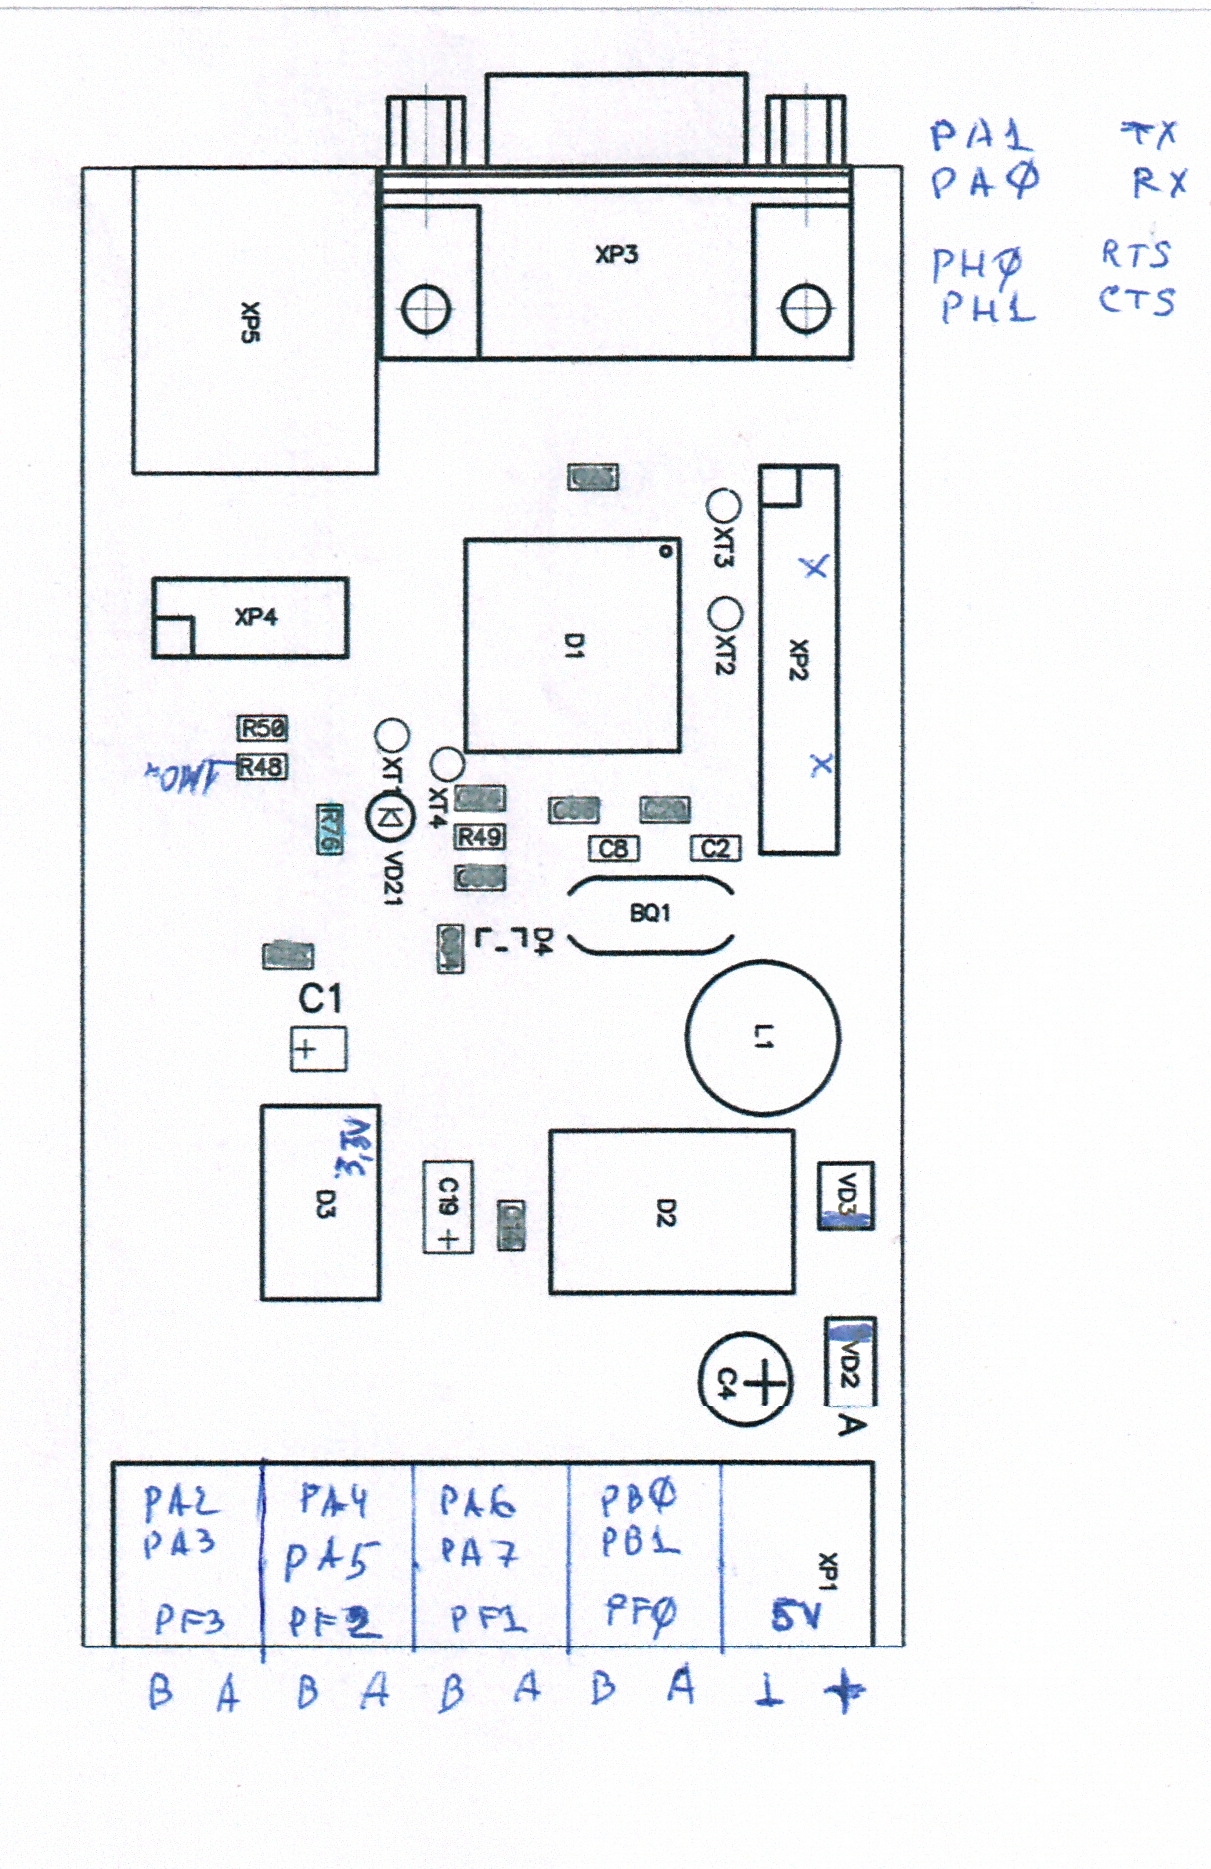 PA1 TX
PAØ RX
PHØ RTS
PH1 CTS
XP3
XP5
XT3
XP4
D1
XT2
XP2
X
X
R50
R48
1MOм
XT1
XT4
R76
R49
VD21
C8
C2
BQ1
D4
C1
+
L1
3,3V
D3
C19
+
D2
VD3
C4
+
VD2
A
PA2 PA4 PA6 PBØ
PA3 PA5 PA7 PB1
XP1
PF3 PF2 PF1 PFØ 5V
B A B A B A B A ⊥ +